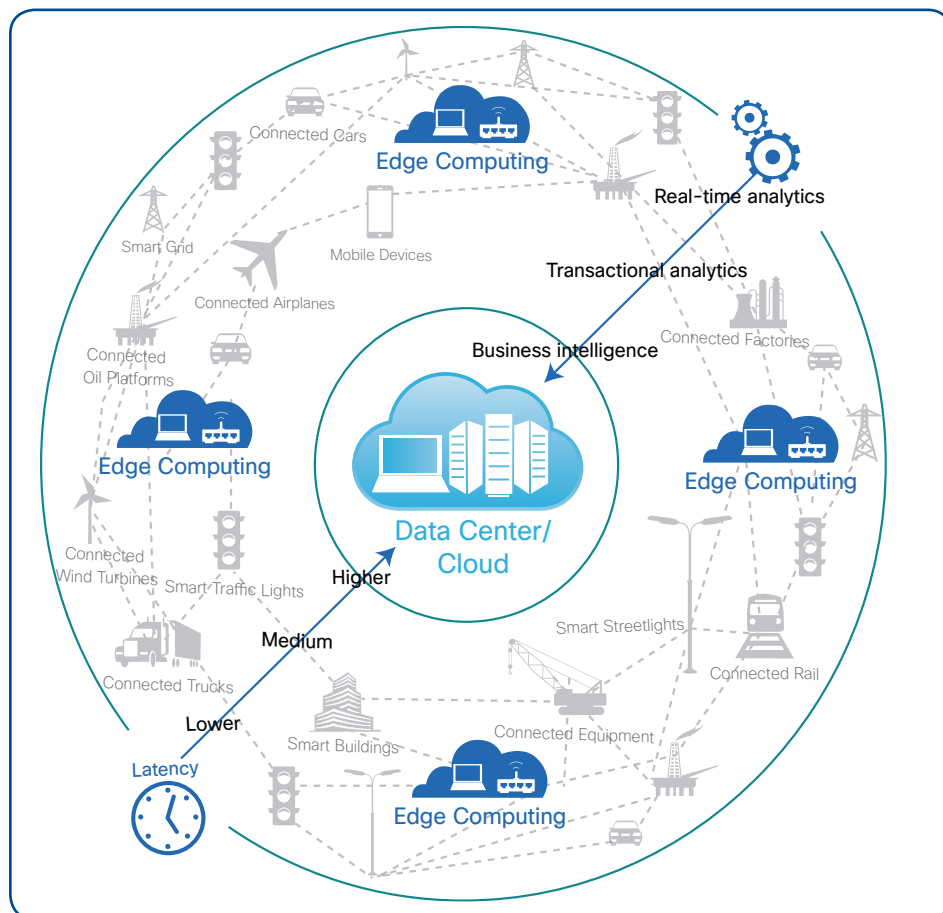 Connected Cars
Edge Computing
Real-time analytics
Smart Grid
Mobile Devices
Transactional analytics
Connected Airplanes
Connected
Oil Platforms
Business intelligence
Connected Factories
Edge Computing
Edge Computing
Data Center/
Cloud
Connected
Wind Turbines
Smart Traffic Lights
Higher
Medium
Smart Streetlights
Connected Rail
Connected Trucks
Lower
Smart Buildings
Connected Equipment
Latency
Edge Computing